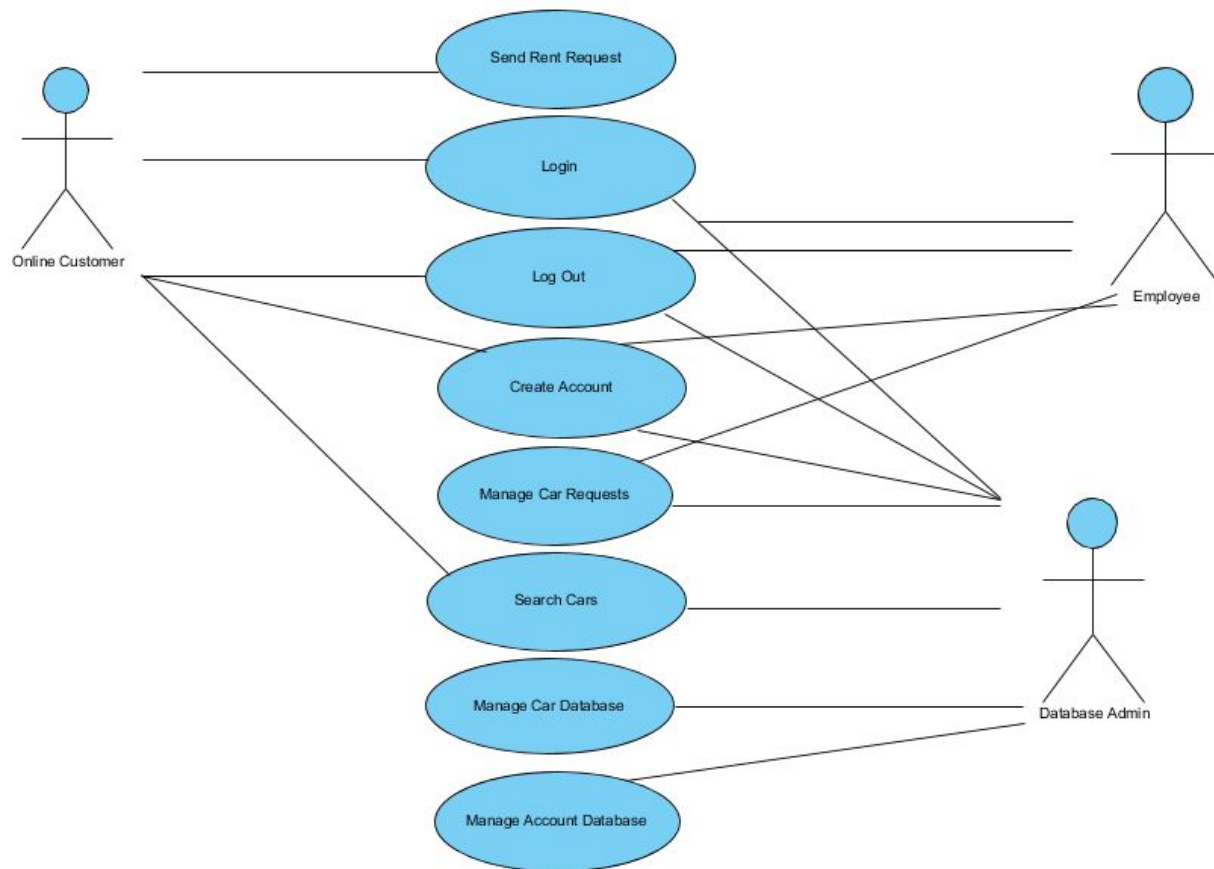 Send Rent Request
Login
Online Customer
Log Out
Employee
Create Account
Manage Car Requests
Search Cars
Manage Car Database
Database Admin
Manage Account Database